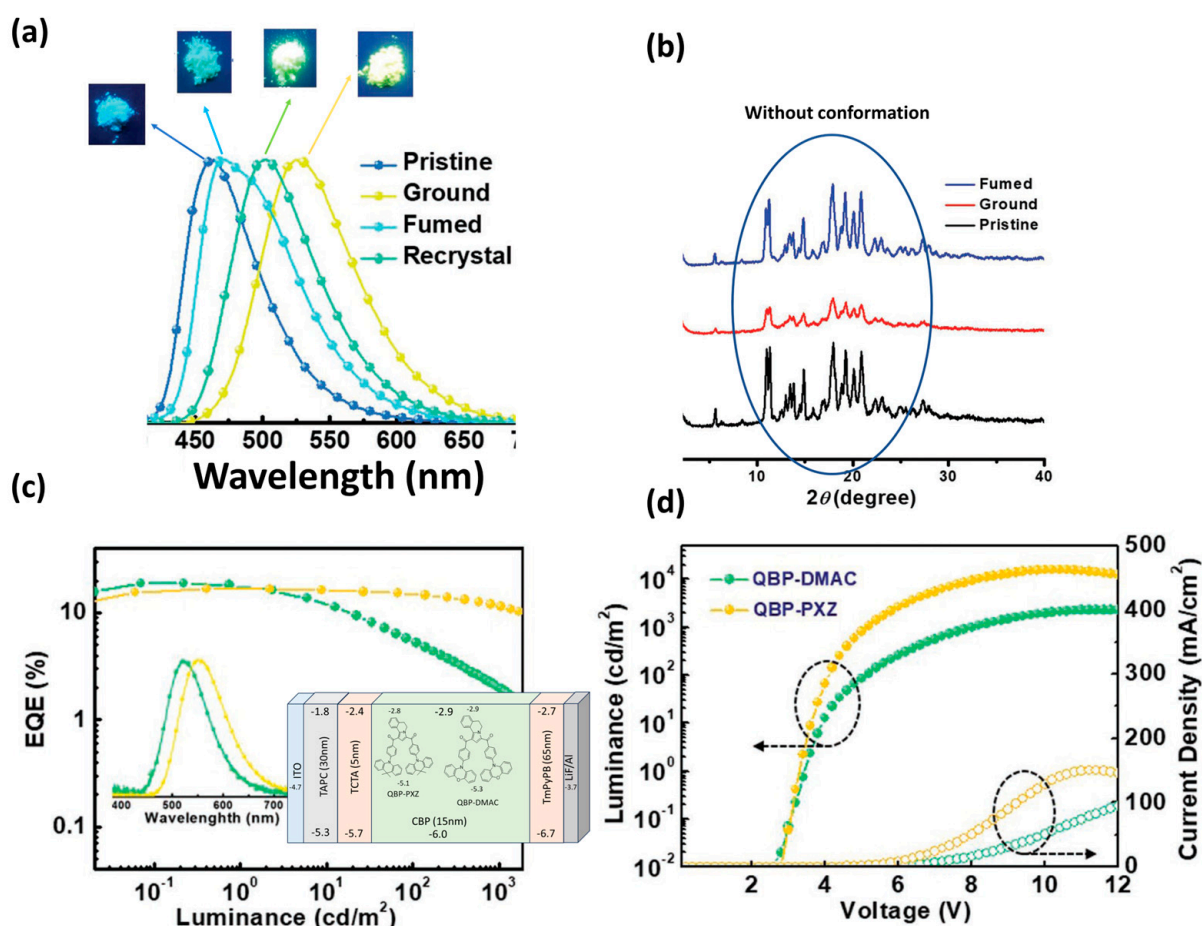 (a)
Pristine
Ground
Fumed
Recrystal
450 500 550 600 650 7
Wavelength (nm)
(b)
Without conformation
Fumed
Ground
Pristine
10 20 30 40
2θ (degree)
(c)
EQE (%)
10
1
0.1
10⁻¹ 10⁰ 10¹ 10² 10³
Luminance (cd/m²)
400 500 600 700
Wavelenghth (nm)
ITO
-4.7
-1.8
TAPC (30nm)
-5.3
-2.4
TCTA (5nm)
-5.7
-2.8
-2.9
-2.9
-5.1
QBP-PXZ
-5.3
QBP-DMAC
CBP (15nm)
-6.0
-2.7
TmPyPB (65nm)
-6.7
LiF/Al
-3.7
(d)
QBP-DMAC
QBP-PXZ
Luminance (cd/m²)
10⁴
10³
10²
10¹
10⁰
10⁻¹
10⁻²
2 4 6 8 10 12
Voltage (V)
500
400
300
200
100
0
Current Density (mA/cm²)